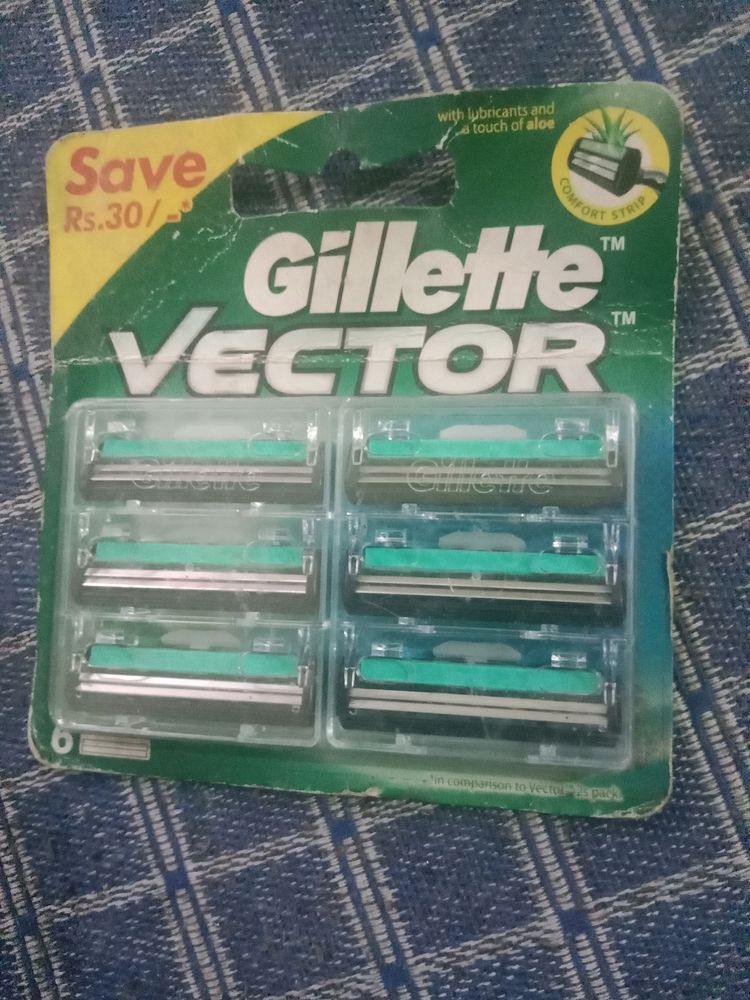 Save
Rs.30/-*
with lubricants and
a touch of aloe
COMFORT STRIP
Gillette™
VECTOR™
Gillette
Gillette
6
*in comparison to Vector
pack